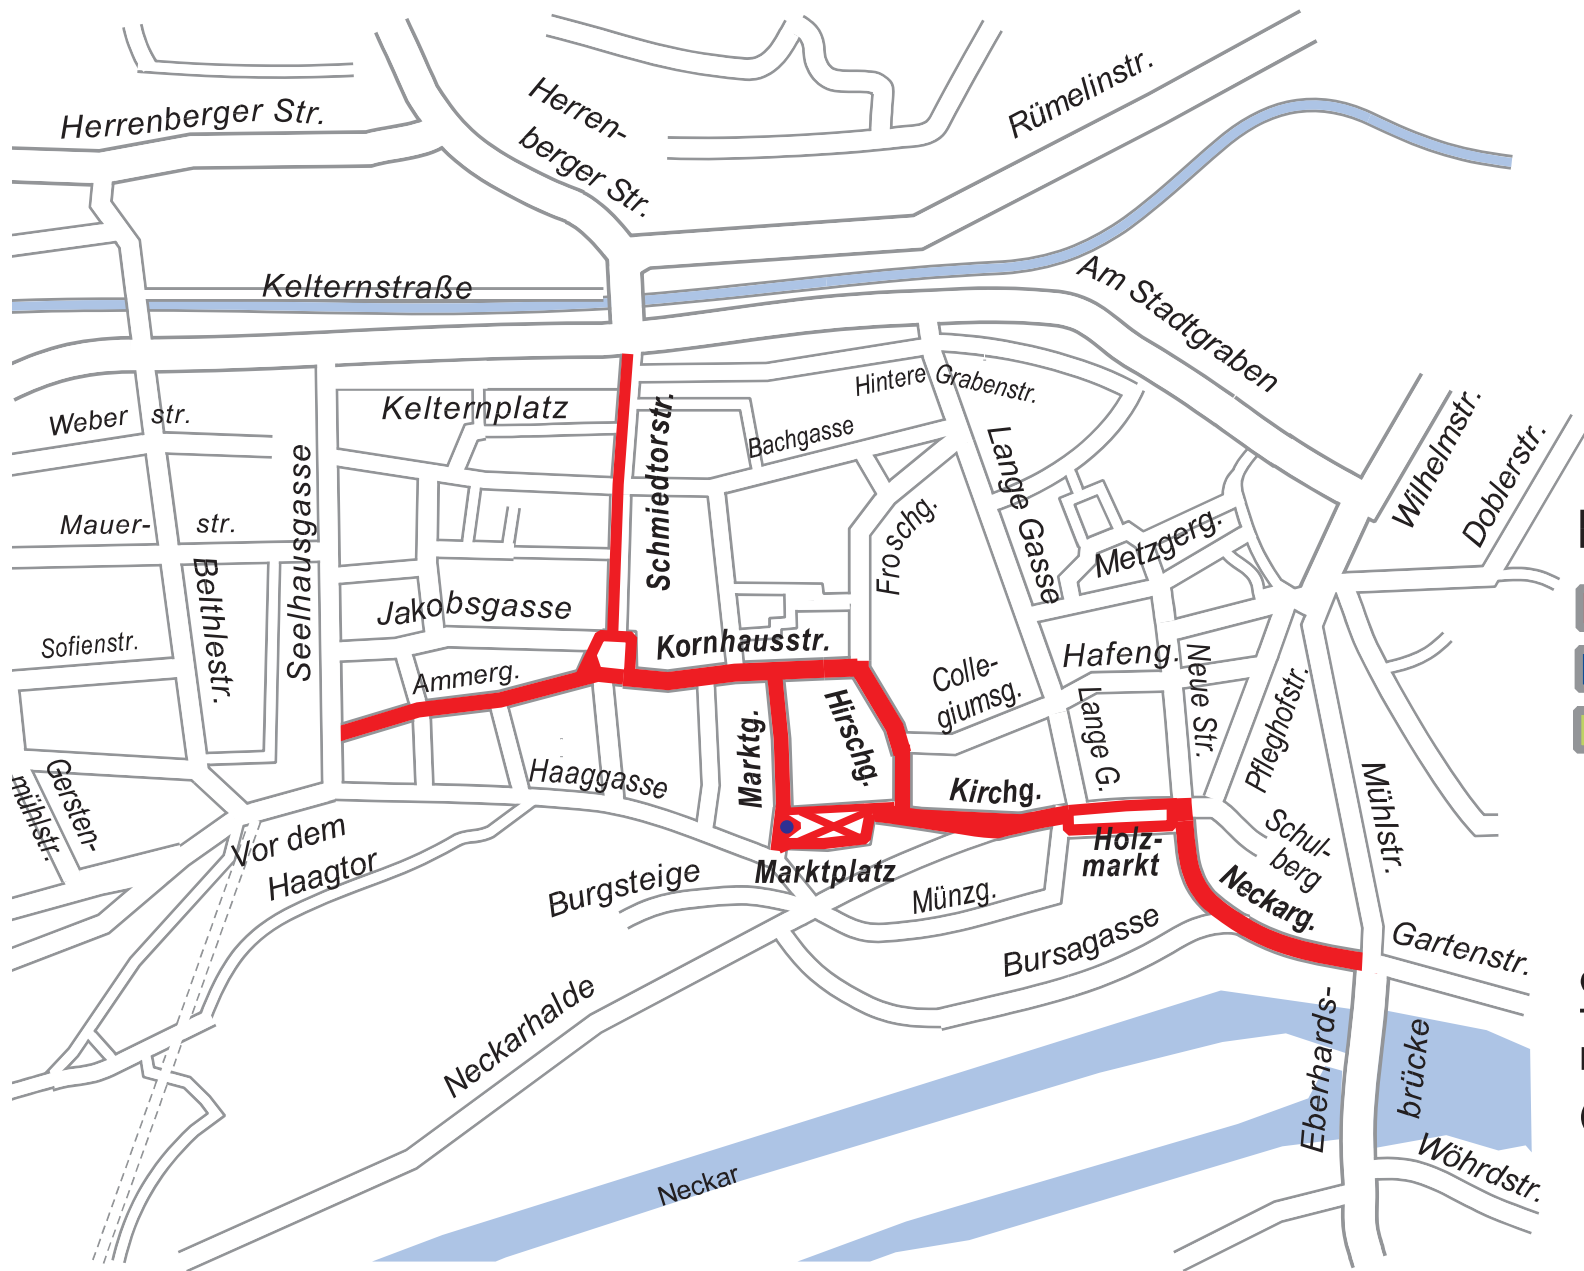 Herrenberger Str.
Herren-
berger Str.
Rümelinstr.
Kelternstraße
Am Stadtgraben
Weber str.
Kelternplatz
Schmiedtorstr.
Hintere Grabenstr.
Bachgasse
Lange Gasse
Wilhelmstr.
Doblerstr.
Mauer- str.
Seelhausgasse
Belthlestr.
Froschg.
Metzgerg.
Jakobsgasse
Sofienstr.
Kornhausstr.
Ammerg.
Hafeng.
Colle-
giumsg.
Neue Str.
Lange G.
Pfleghofstr.
Hirschg.
Marktg.
Gersten-
mühlstr.
Haaggasse
Kirchg.
Mühlstr.
Vor dem
Haagtor
Marktplatz
Holz-
markt
Schul-
berg
Burgsteige
Münzg.
Neckarg.
Bursagasse
Gartenstr.
Neckarhalde
Eberhards-
brücke
Neckar
Wöhrdstr.